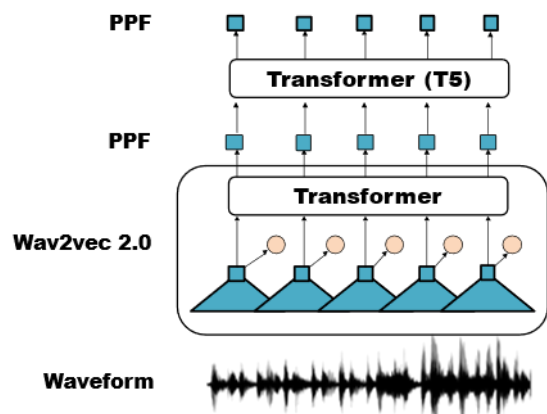 PPF
Transformer (T5)
PPF
Transformer
Wav2vec 2.0
Waveform